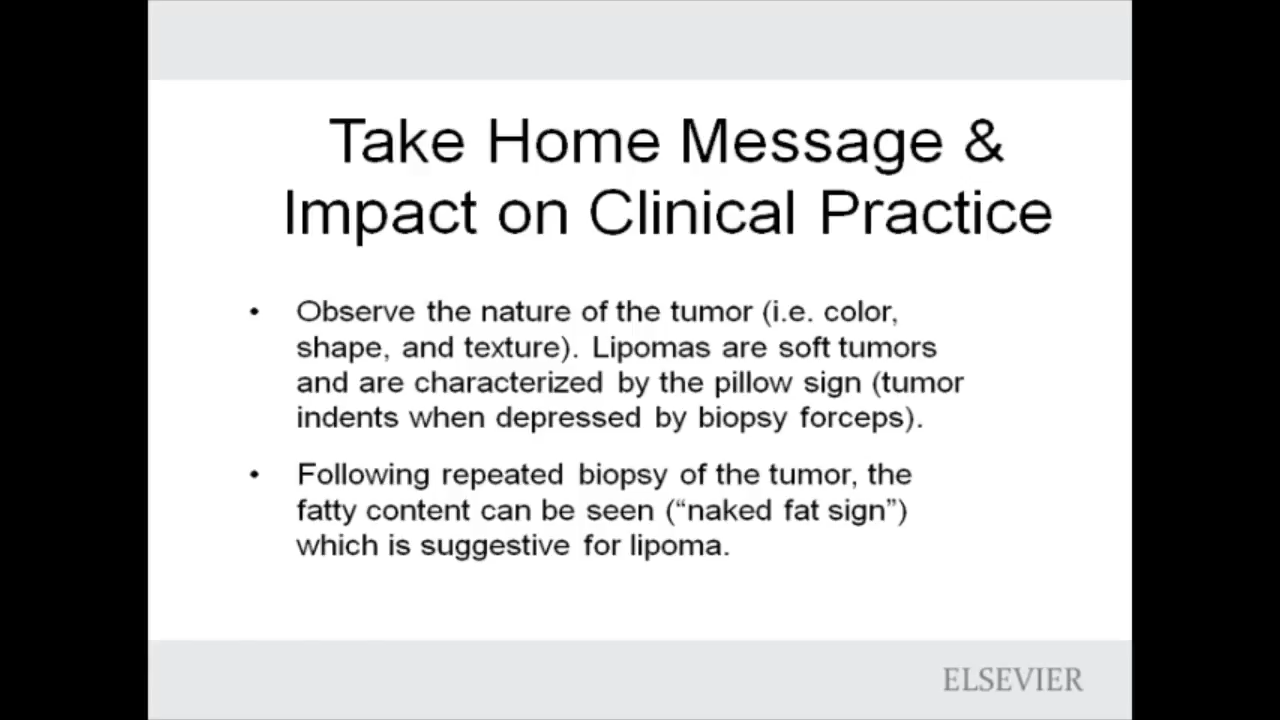 Take Home Message &
Impact on Clinical Practice
• Observe the nature of the tumor (i.e. color,
shape, and texture). Lipomas are soft tumors
and are characterized by the pillow sign (tumor
indents when depressed by biopsy forceps).
• Following repeated biopsy of the tumor, the
fatty content can be seen (“naked fat sign”)
which is suggestive for lipoma.
ELSEVIER